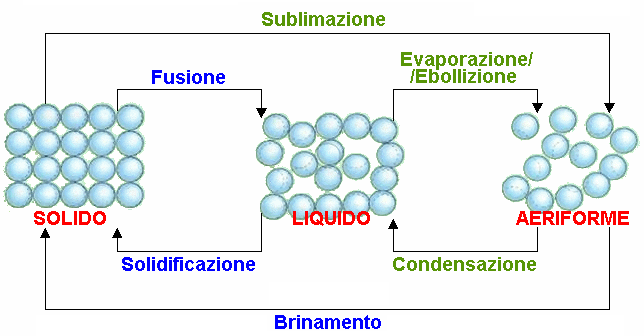 Sublimazione
Fusione
Evaporazione/
/Ebollizione
SOLIDO
LIQUIDO
AERIFORME
Solidificazione
Condensazione
Brinamento